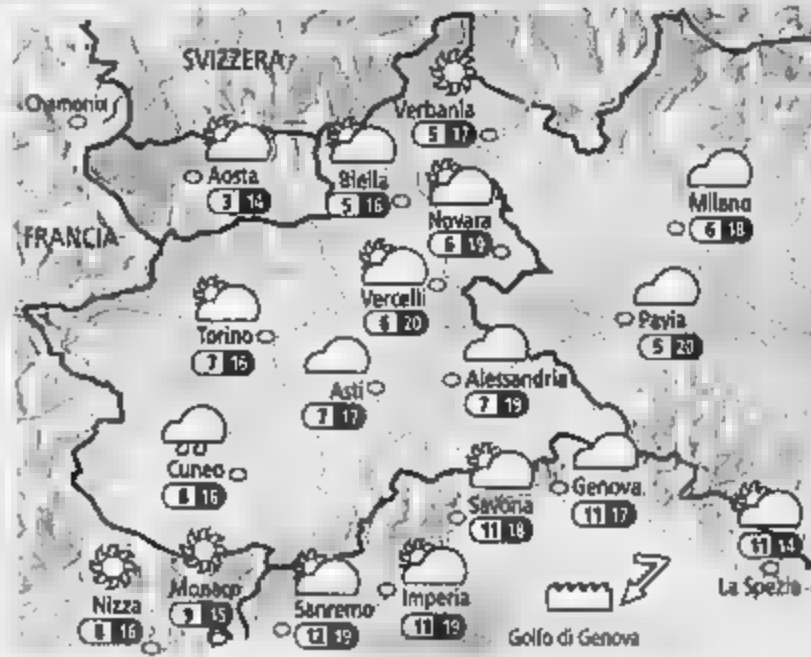 SVIZZERA
Chamonix
Verbania
5 17
Aosta
3 14
Biella
5 16
Milano
6 18
Novara
6 19
FRANCIA
Vercelli
6 20
Torino
7 16
Pavia
5 20
Asti
7 17
Alessandria
7 19
Cuneo
8 16
Savona
11 18
Genova
11 17
11 14
La Spezia
Nizza
8 16
Monaco
9 15
Sanremo
12 19
Imperia
11 19
Golfo di Genova